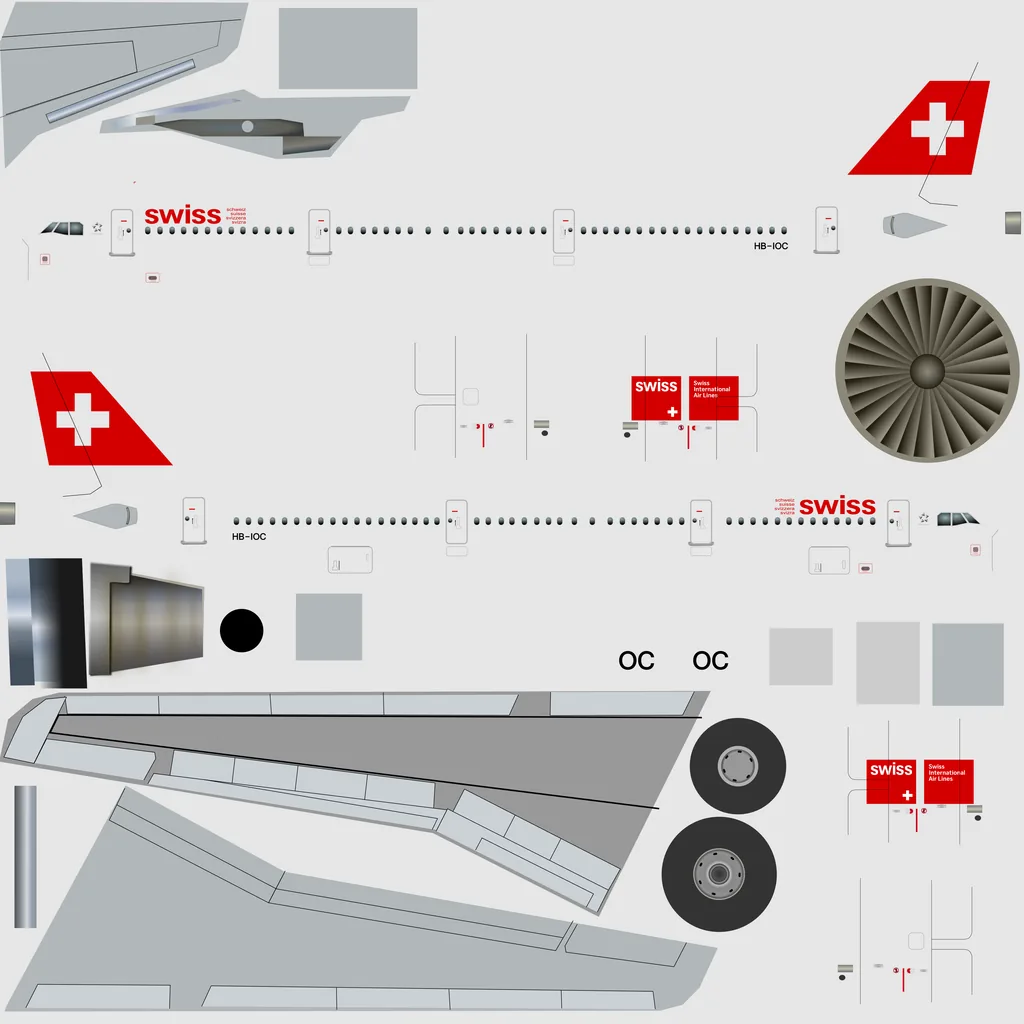 swiss
schweiz
suisse
svizzera
svizra
HB-IOC
swiss
Swiss
International
Air Lines
schweiz
suisse
svizzera
svizra
swiss
HB-IOC
OC
OC
swiss
Swiss
International
Air Lines